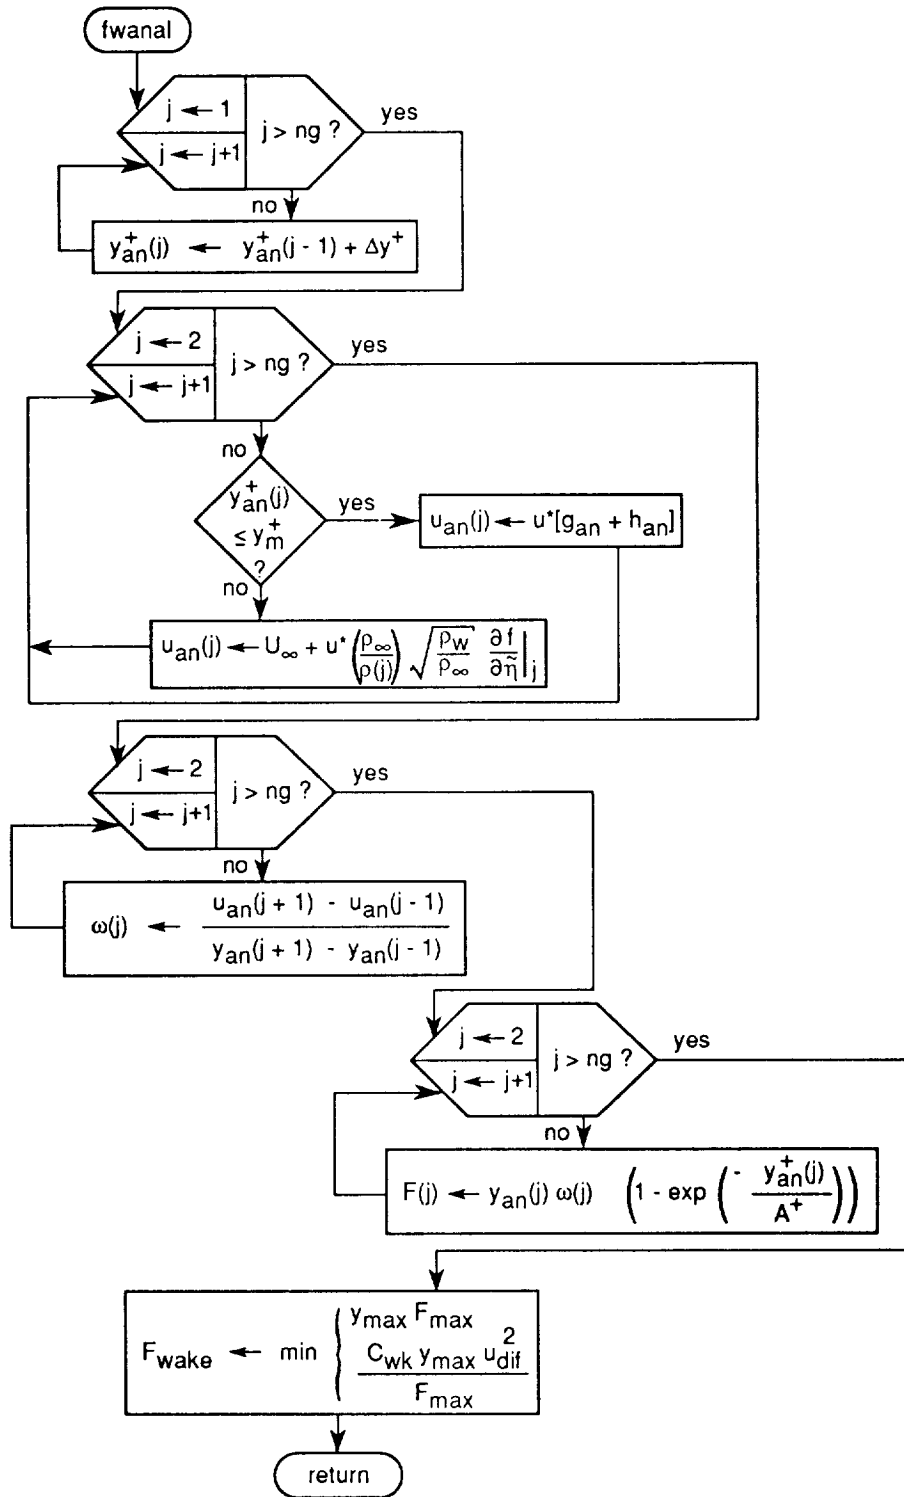 fwanal
j ← 1
j ← j+1
j > ng ?
yes
no
y⁺an(j) ← y⁺an(j - 1) + Δy⁺
j ← 2
j ← j+1
j > ng ?
yes
no
y⁺an(j)
≤ y⁺m
?
yes
uan(j) ← u*[gan + han]
no
uan(j) ← U∞ + u* (ρ∞/ρ(j)) √(ρw/ρ∞) ∂f/∂η̃ |j
j ← 2
j ← j+1
j > ng ?
yes
no
ω(j) ← (uan(j + 1) - uan(j - 1)) / (yan(j + 1) - yan(j - 1))
j ← 2
j ← j+1
j > ng ?
yes
no
F(j) ← yan(j) ω(j) (1 - exp (- y⁺an(j)/A⁺))
Fwake ← min { ymax Fmax
Cwk ymax u²dif / Fmax
return